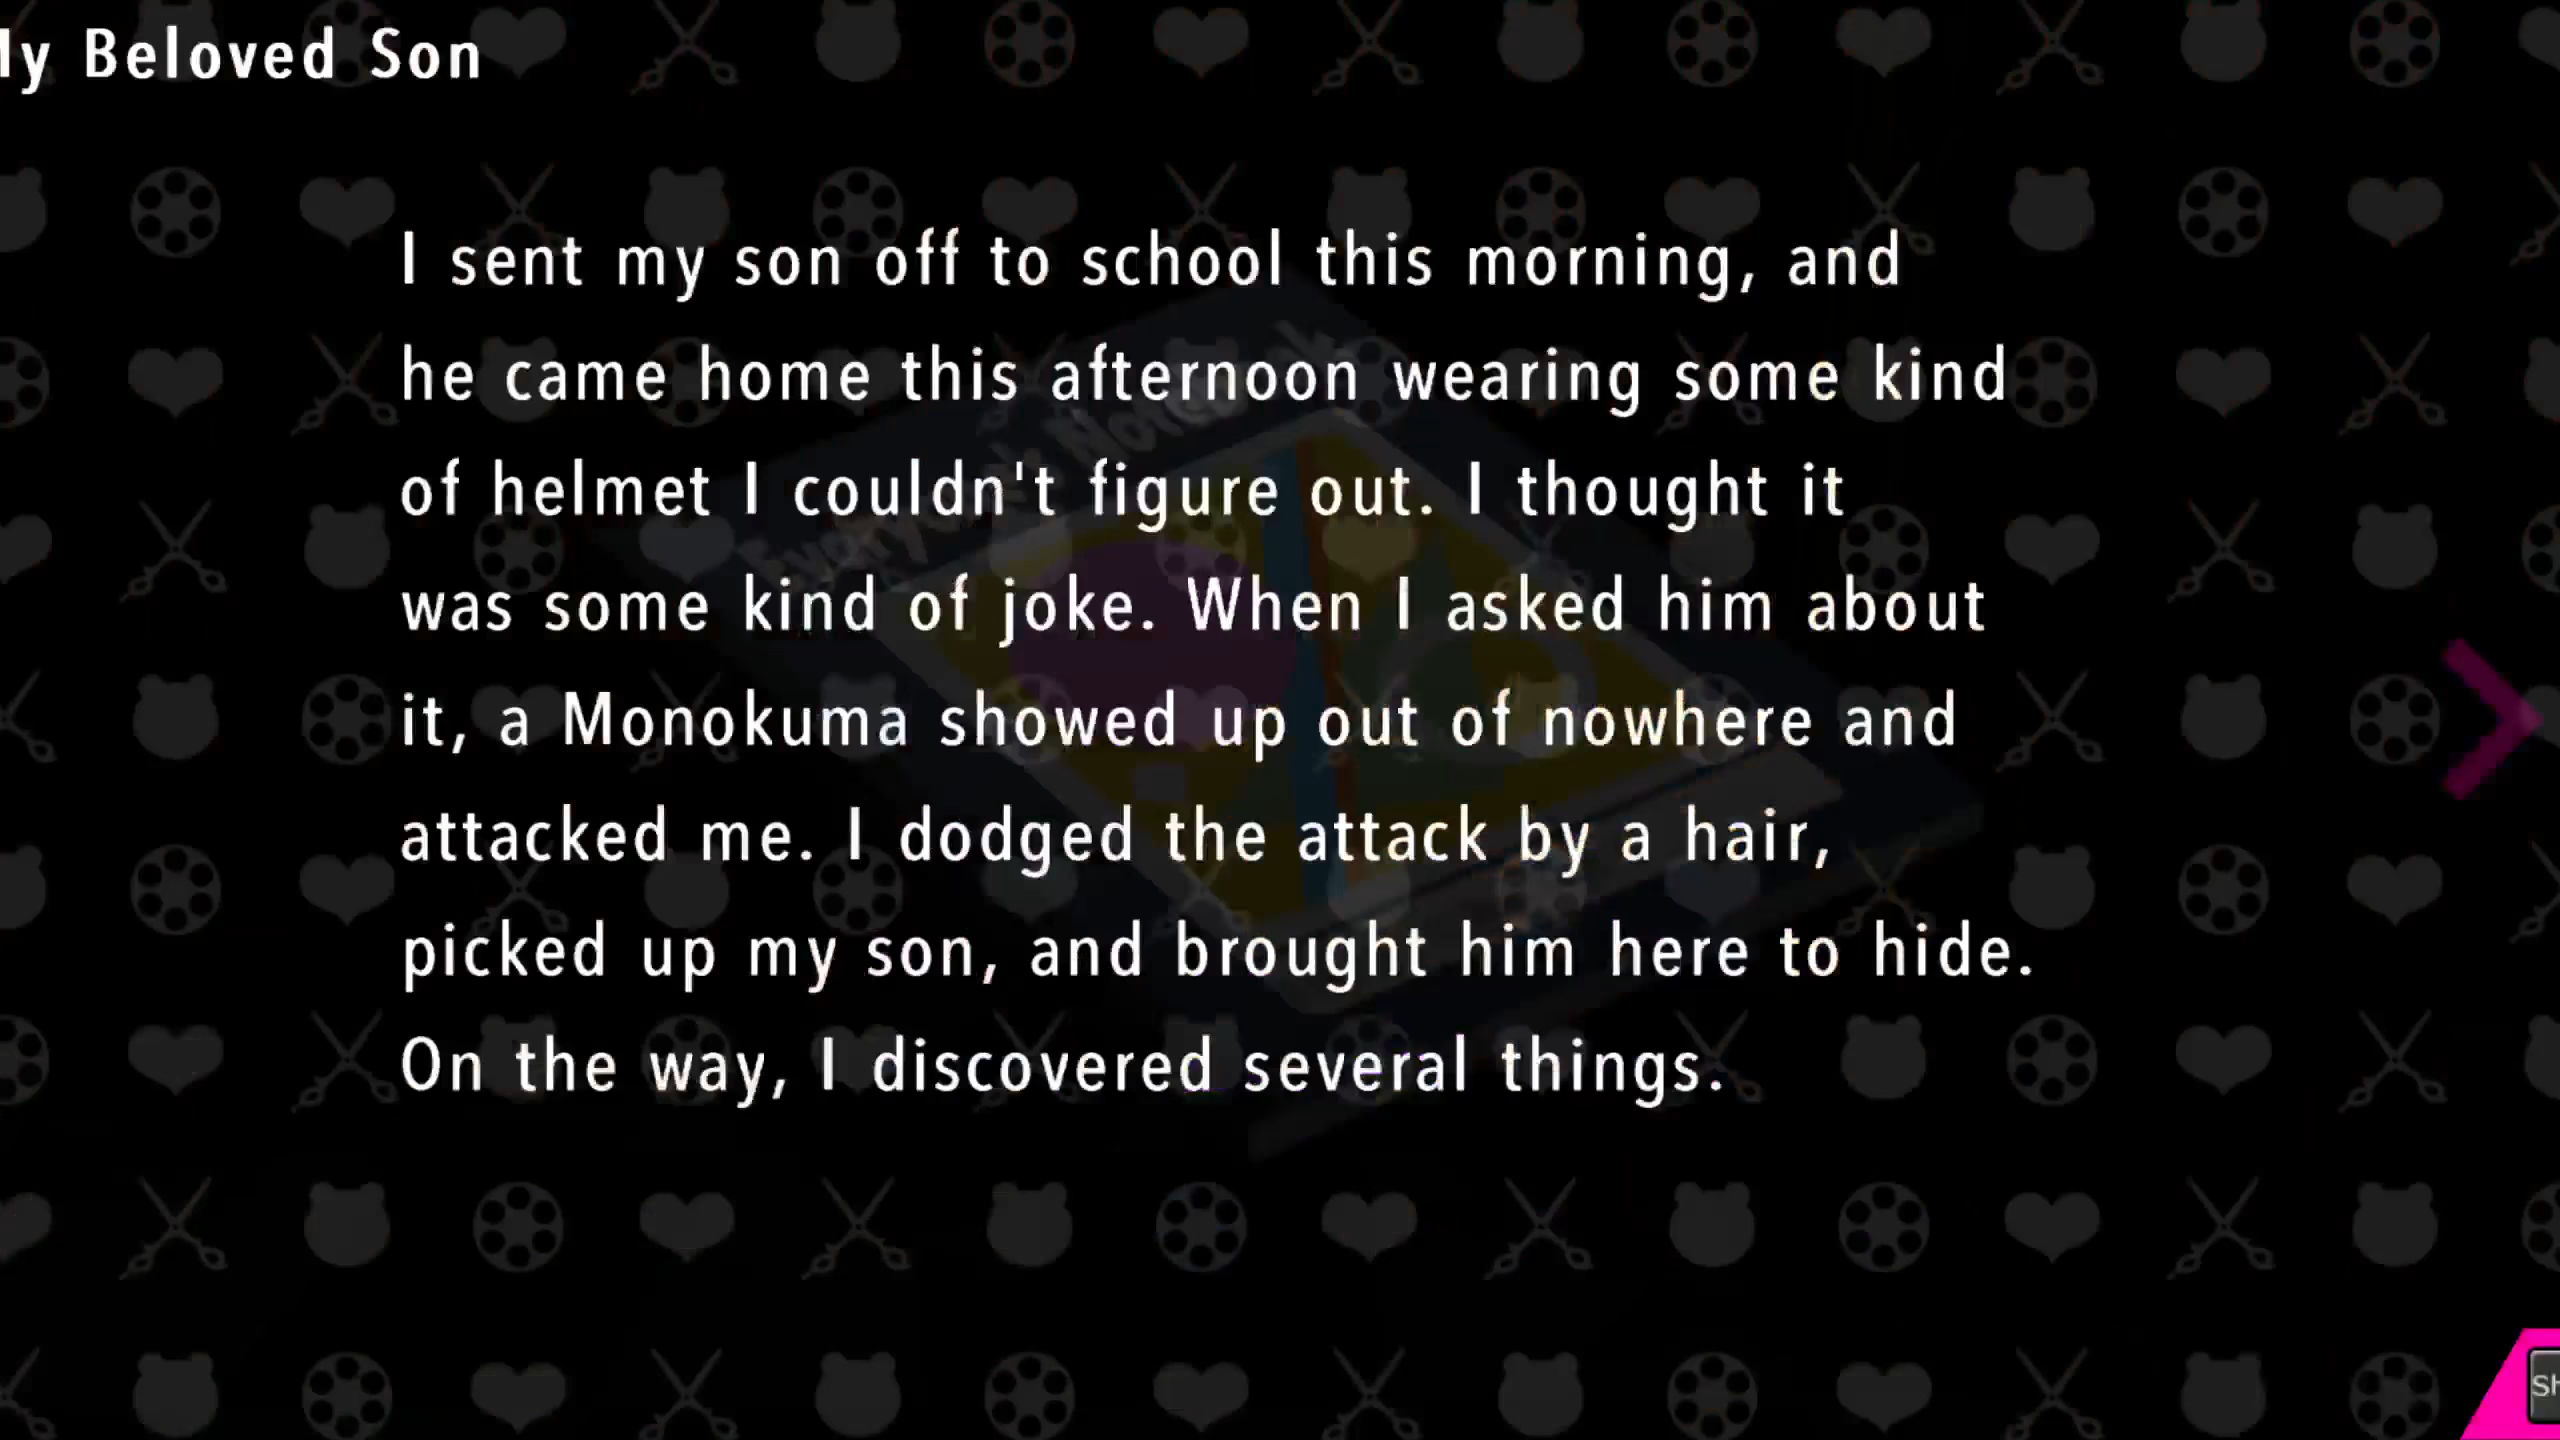 My Beloved Son
I sent my son off to school this morning, and
he came home this afternoon wearing some kind
of helmet I couldn't figure out. I thought it
was some kind of joke. When I asked him about
it, a Monokuma showed up out of nowhere and
attacked me. I dodged the attack by a hair,
picked up my son, and brought him here to hide.
On the way, I discovered several things.